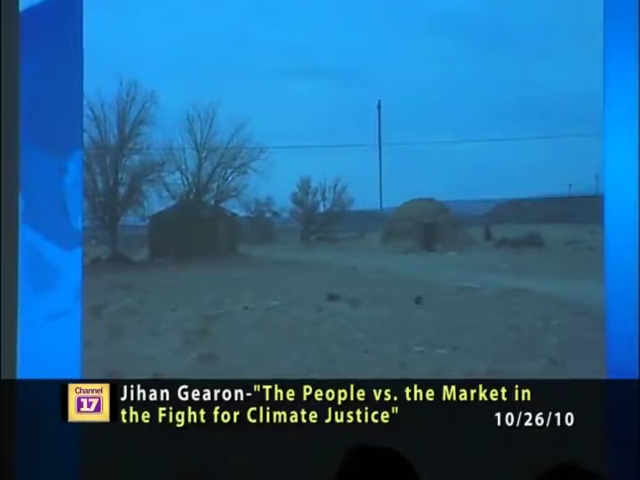 Channel
17
Jihan Gearon-"The People vs. the Market in
the Fight for Climate Justice"
10/26/10